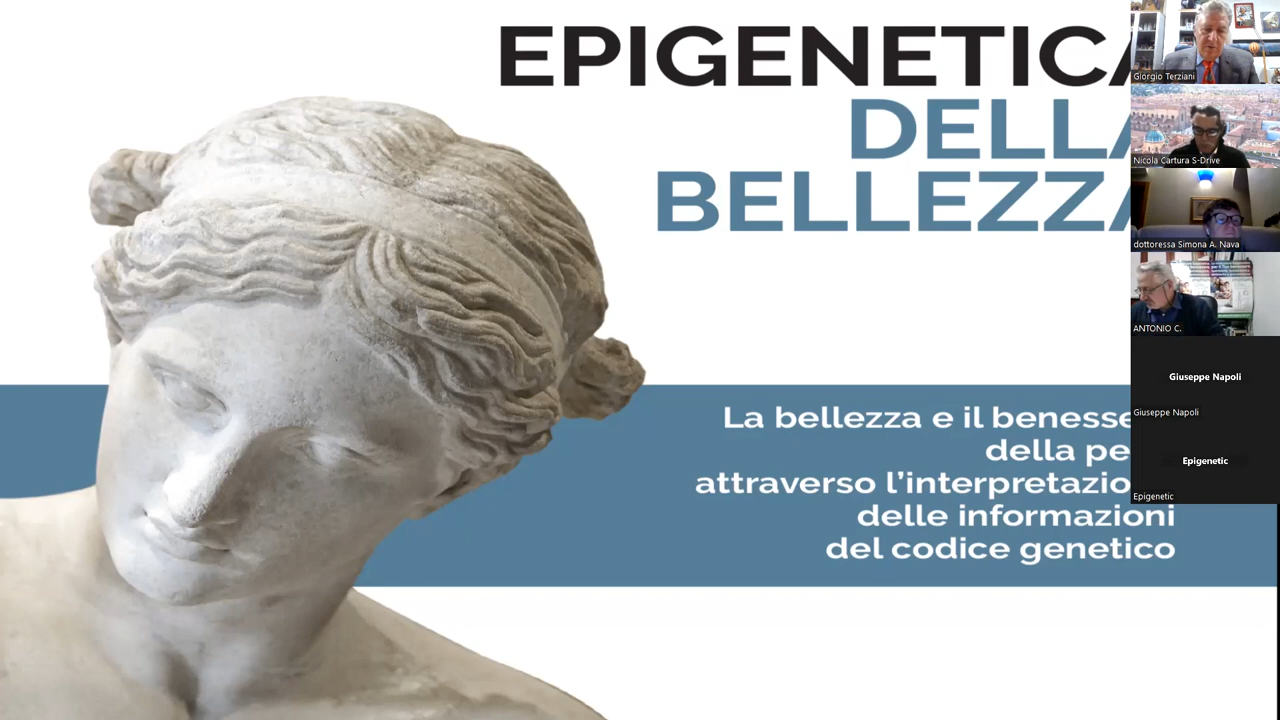 EPIGENETICA
DELLA
BELLEZZA
La bellezza e il benesse
della pe
attraverso l'interpretazio
delle informazioni
del codice genetico
Giorgio Terziani
Nicola Cartura S-Drive
dottoressa Simona A. Nava
ANTONIO C.
Giuseppe Napoli
Giuseppe Napoli
Epigenetic
Epigenetic